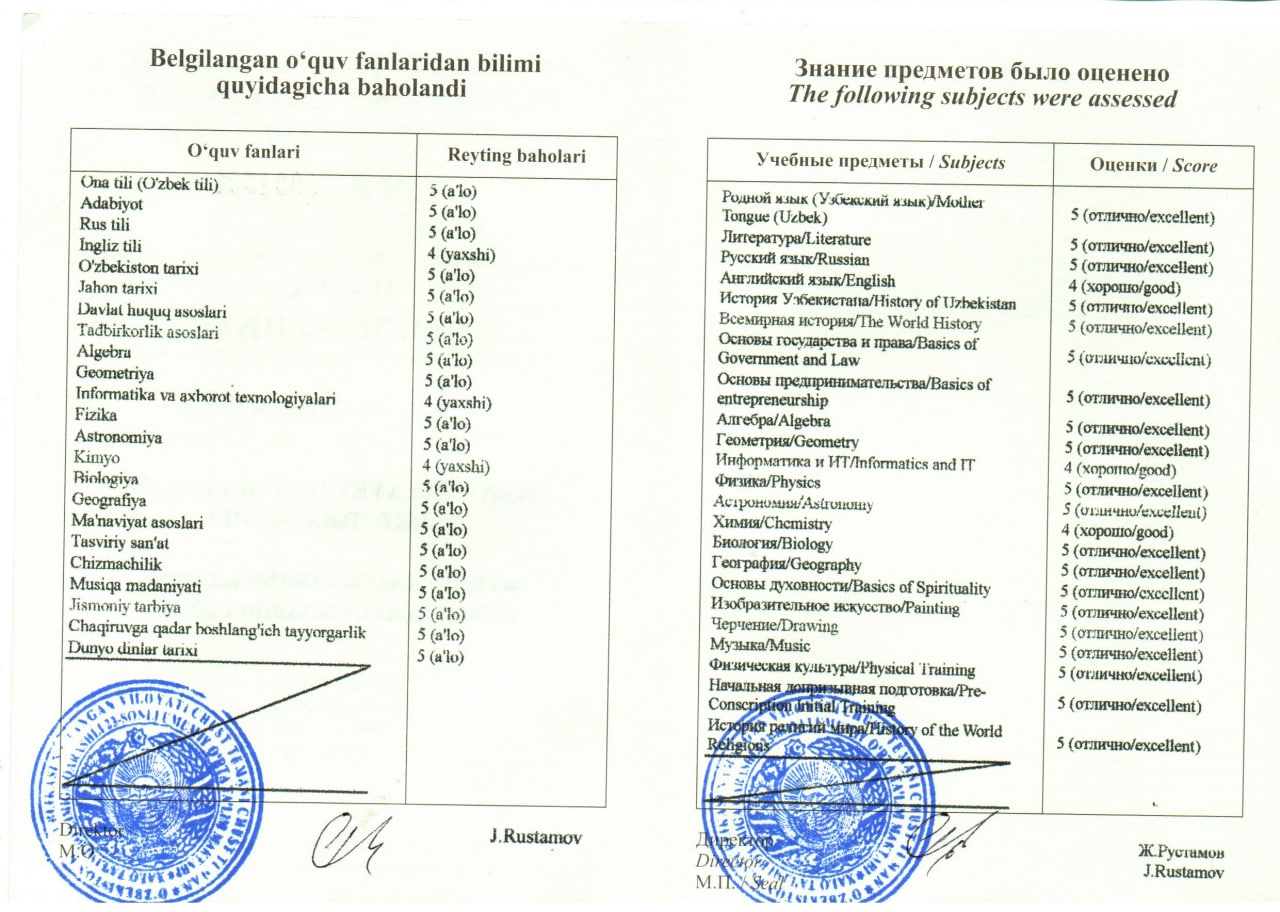 Belgilangan o‘quv fanlaridan bilimi
quyidagicha baholandi
O‘quv fanlari
Reyting baholari
Ona tili (O'zbek tili) 5 (a'lo)
Adabiyot 5 (a'lo)
Rus tili 5 (a'lo)
Ingliz tili 4 (yaxshi)
O'zbekiston tarixi 5 (a'lo)
Jahon tarixi 5 (a'lo)
Davlat huquq asoslari 5 (a'lo)
Tadbirkorlik asoslari 5 (a'lo)
Algebra 5 (a'lo)
Geometriya 5 (a'lo)
Informatika va axborot texnologiyalari 4 (yaxshi)
Fizika 5 (a'lo)
Astronomiya 5 (a'lo)
Kimyo 4 (yaxshi)
Biologiya 5 (a'lo)
Geografiya 5 (a'lo)
Ma'naviyat asoslari 5 (a'lo)
Tasviriy san'at 5 (a'lo)
Chizmachilik 5 (a'lo)
Musiqa madaniyati 5 (a'lo)
Jismoniy tarbiya 5 (a'lo)
Chaqiruvga qadar boshlang'ich tayyorgarlik 5 (a'lo)
Dunyo dinlar tarixi 5 (a'lo)
Direktor
M.O‘
J.Rustamov
Знание предметов было оценено
The following subjects were assessed
Учебные предметы / Subjects
Оценки / Score
Родной язык (Узбекский язык)/Mother
Tongue (Uzbek) 5 (отлично/excellent)
Литература/Literature 5 (отлично/excellent)
Русский язык/Russian 5 (отлично/excellent)
Английский язык/English 4 (хорошо/good)
История Узбекистана/History of Uzbekistan 5 (отлично/excellent)
Всемирная история/The World History 5 (отлично/excellent)
Основы государства и права/Basics of
Government and Law 5 (отлично/excellent)
Основы предпринимательства/Basics of
entrepreneurship 5 (отлично/excellent)
Алгебра/Algebra 5 (отлично/excellent)
Геометрия/Geometry 5 (отлично/excellent)
Информатика и ИТ/Informatics and IT 4 (хорошо/good)
Физика/Physics 5 (отлично/excellent)
Астрономия/Astronomy 5 (отлично/excellent)
Химия/Chemistry 4 (хорошо/good)
Биология/Biology 5 (отлично/excellent)
География/Geography 5 (отлично/excellent)
Основы духовности/Basics of Spirituality 5 (отлично/excellent)
Изобразительное искусство/Painting 5 (отлично/excellent)
Черчение/Drawing 5 (отлично/excellent)
Музыка/Music 5 (отлично/excellent)
Физическая культура/Physical Training 5 (отлично/excellent)
Начальная допризывная подготовка/Pre-
Conscription Initial Training 5 (отлично/excellent)
История религий мира/History of the World
Religions 5 (отлично/excellent)
Директор
Director
М.П. / Seal
Ж.Рустамов
J.Rustamov